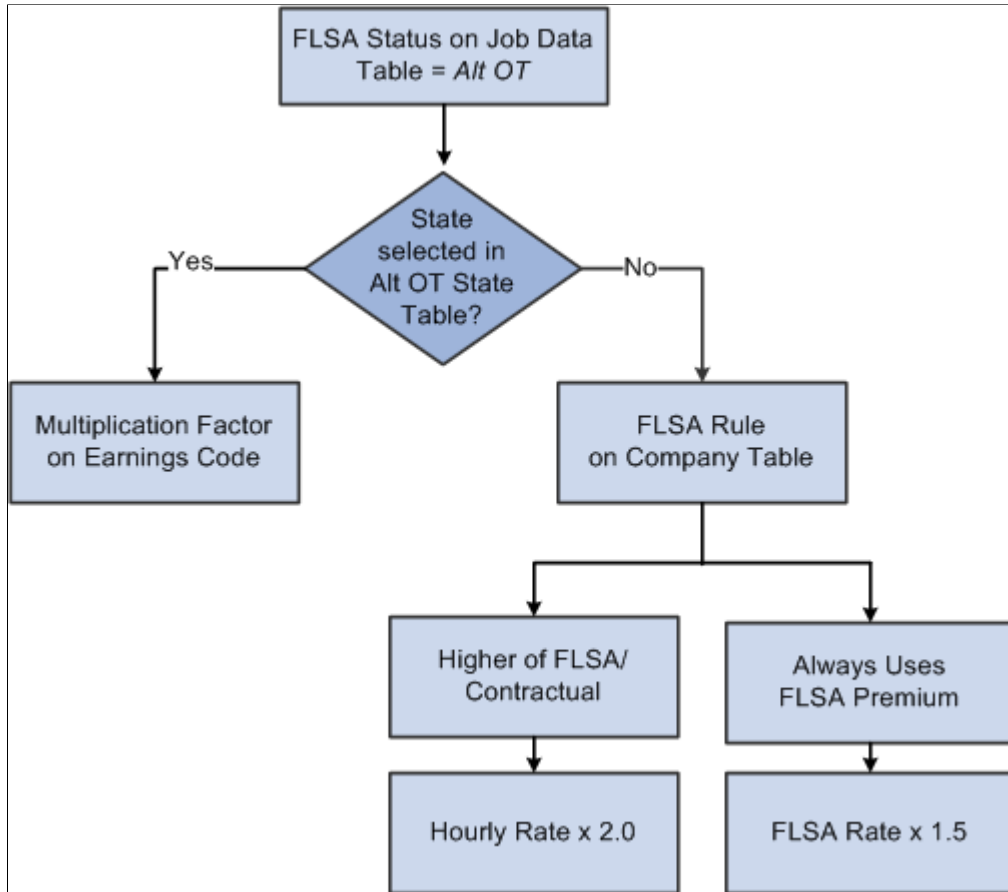 FLSA Status on Job Data
Table = Alt OT
State
selected in
Alt OT State
Table?
Yes
No
Multiplication Factor
on Earnings Code
FLSA Rule
on Company Table
Higher of FLSA/
Contractual
Always Uses
FLSA Premium
Hourly Rate x 2.0
FLSA Rate x 1.5